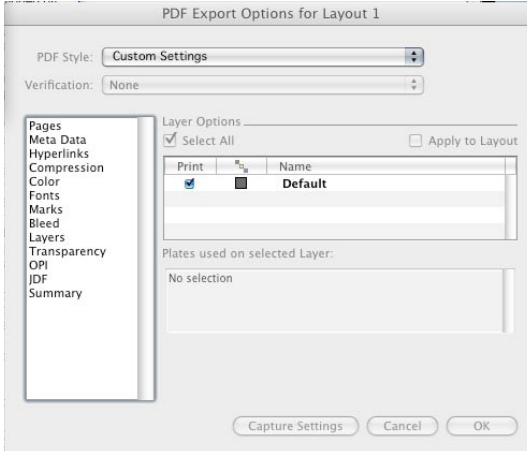 PDF Export Options for Layout 1
PDF Style: Custom Settings
Verification: None
Pages
Meta Data
Hyperlinks
Compression
Color
Fonts
Marks
Bleed
Layers
Transparency
OPI
JDF
Summary
Layer Options
Select All Apply to Layout
Print Name
Default
Plates used on selected Layer:
No selection
Capture Settings Cancel OK